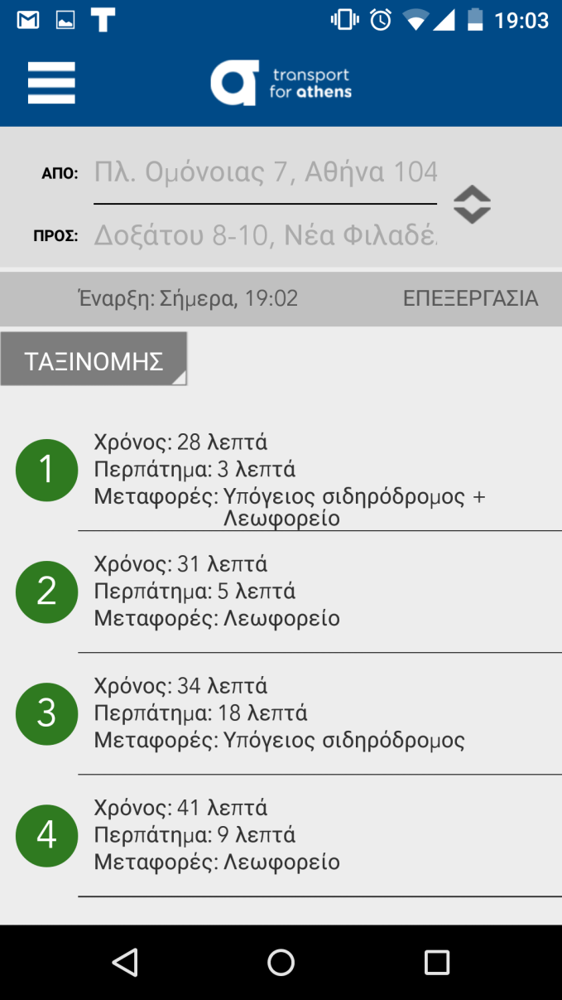 19:03
transport
for athens
ΑΠΟ: Πλ. Ομόνοιας 7, Αθήνα 104
ΠΡΟΣ: Δοξάτου 8-10, Νέα Φιλαδέ
Έναρξη: Σήμερα, 19:02 ΕΠΕΞΕΡΓΑΣΙΑ
ΤΑΞΙΝΟΜΗΣ
1
Χρόνος: 28 λεπτά
Περπάτημα: 3 λεπτά
Μεταφορές: Υπόγειος σιδηρόδρομος +
Λεωφορείο
2
Χρόνος: 31 λεπτά
Περπάτημα: 5 λεπτά
Μεταφορές: Λεωφορείο
3
Χρόνος: 34 λεπτά
Περπάτημα: 18 λεπτά
Μεταφορές: Υπόγειος σιδηρόδρομος
4
Χρόνος: 41 λεπτά
Περπάτημα: 9 λεπτά
Μεταφορές: Λεωφορείο